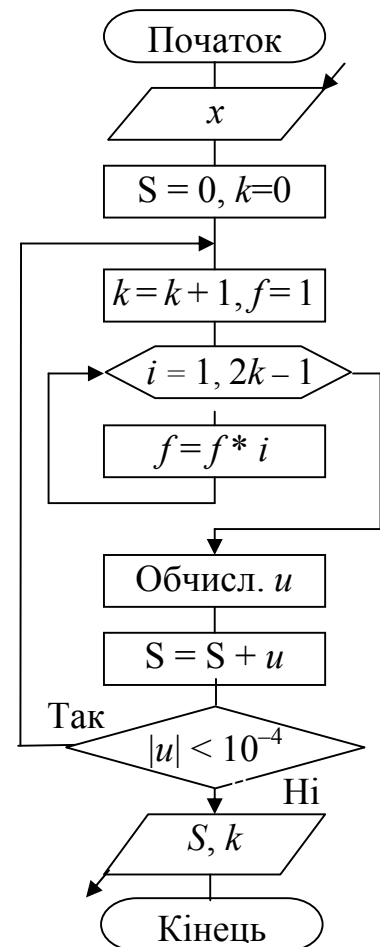 Початок
x
S = 0, k=0
k = k + 1, f = 1
i = 1, 2k – 1
f = f * i
Обчисл. u
S = S + u
Так
|u| < 10⁻⁴
Ні
S, k
Кінець